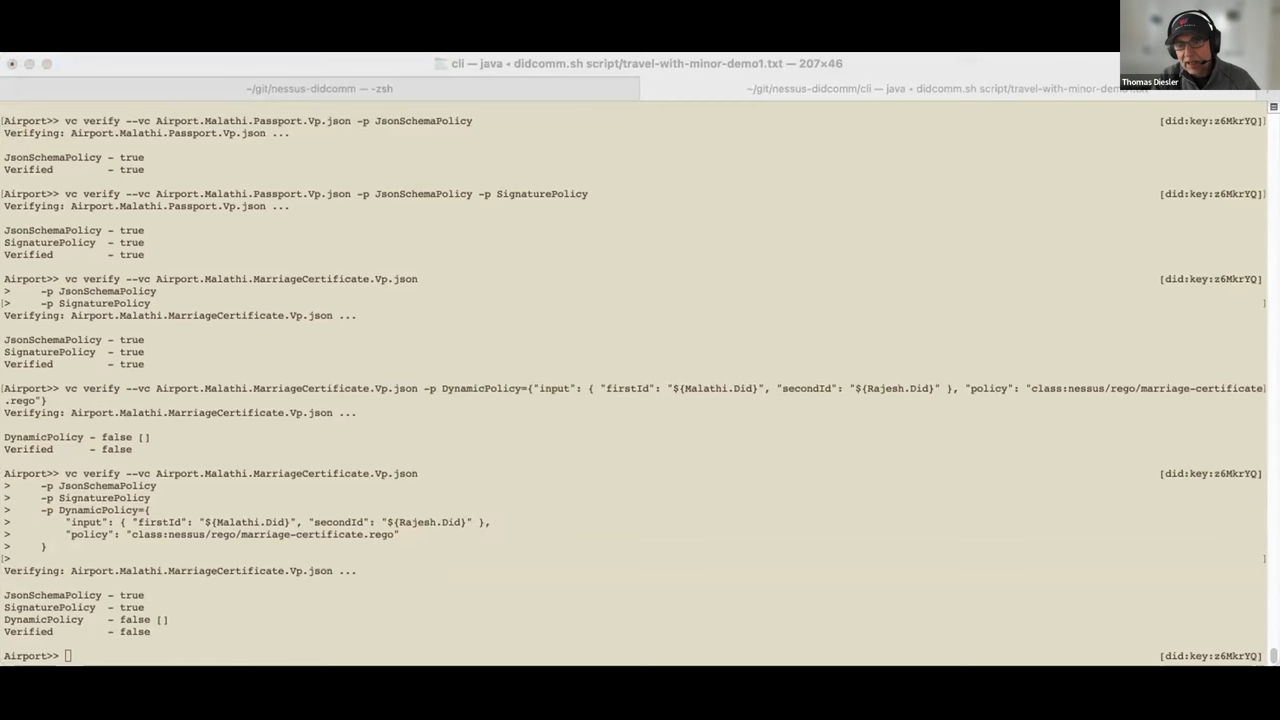 cli — java • didcomm.sh script/travel-with-minor-demo1.txt — 207×46
Thomas Diesler
~/git/nessus-didcomm — -zsh
~/git/nessus-didcomm/cli — java • didcomm.sh script/travel-with-minor-demo1.txt
[Airport>> vc verify --vc Airport.Malathi.Passport.Vp.json -p JsonSchemaPolicy [did:key:z6MkrYQ]]
Verifying: Airport.Malathi.Passport.Vp.json ...
JsonSchemaPolicy - true
Verified - true
[Airport>> vc verify --vc Airport.Malathi.Passport.Vp.json -p JsonSchemaPolicy -p SignaturePolicy [did:key:z6MkrYQ]]
Verifying: Airport.Malathi.Passport.Vp.json ...
JsonSchemaPolicy - true
SignaturePolicy - true
Verified - true
Airport>> vc verify --vc Airport.Malathi.MarriageCertificate.Vp.json [did:key:z6MkrYQ]
> -p JsonSchemaPolicy
[> -p SignaturePolicy ]
Verifying: Airport.Malathi.MarriageCertificate.Vp.json ...
JsonSchemaPolicy - true
SignaturePolicy - true
Verified - true
[Airport>> vc verify --vc Airport.Malathi.MarriageCertificate.Vp.json -p DynamicPolicy={"input": { "firstId": "${Malathi.Did}", "secondId": "${Rajesh.Did}" }, "policy": "class:nessus/rego/marriage-certificate]
.rego"}
Verifying: Airport.Malathi.MarriageCertificate.Vp.json ...
DynamicPolicy - false []
Verified - false
Airport>> vc verify --vc Airport.Malathi.MarriageCertificate.Vp.json [did:key:z6MkrYQ]
> -p JsonSchemaPolicy
> -p SignaturePolicy
> -p DynamicPolicy={
> "input": { "firstId": "${Malathi.Did}", "secondId": "${Rajesh.Did}" },
> "policy": "class:nessus/rego/marriage-certificate.rego"
> }
[> ]
Verifying: Airport.Malathi.MarriageCertificate.Vp.json ...
JsonSchemaPolicy - true
SignaturePolicy - true
DynamicPolicy - false []
Verified - false
Airport>> [did:key:z6MkrYQ]